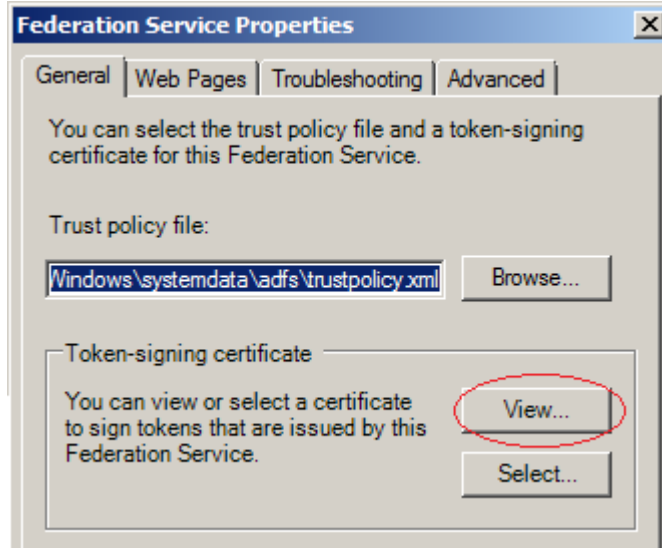 Federation Service Properties
General Web Pages Troubleshooting Advanced
You can select the trust policy file and a token-signing
certificate for this Federation Service.
Trust policy file:
Windows\systemdata\adfs\trustpolicy.xml Browse...
Token-signing certificate
You can view or select a certificate
to sign tokens that are issued by this
Federation Service.
View...
Select...